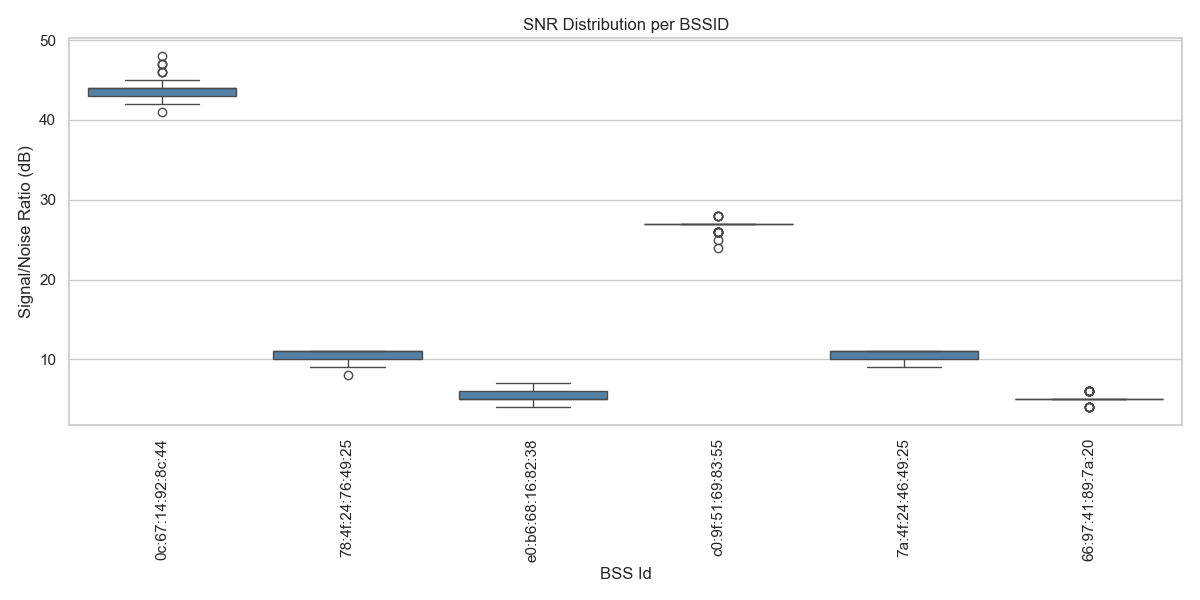 SNR Distribution per BSSID
Signal/Noise Ratio (dB)
50
40
30
20
10
0c:67:14:92:8c:44
78:4f:24:76:49:25
e0:b6:68:16:82:38
c0:9f:51:69:83:55
7a:4f:24:46:49:25
66:97:41:89:7a:20
BSS Id